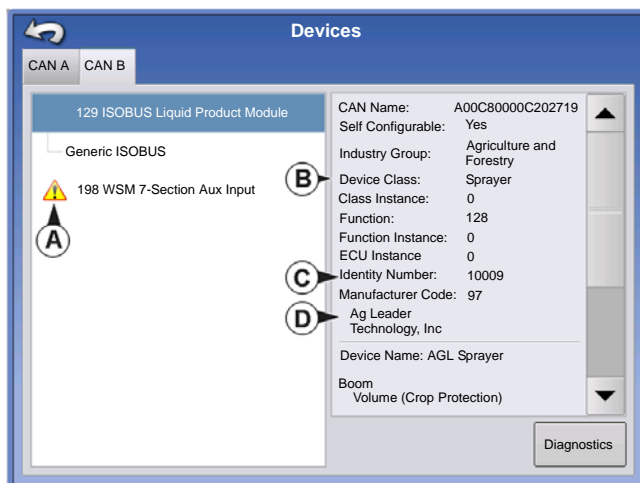 Devices
CAN A
CAN B
129 ISOBUS Liquid Product Module
Generic ISOBUS
198 WSM 7-Section Aux Input
A
CAN Name: A00C80000C202719
Self Configurable: Yes
Industry Group: Agriculture and
Forestry
B
Device Class: Sprayer
Class Instance: 0
Function: 128
Function Instance: 0
ECU Instance 0
C
Identity Number: 10009
Manufacturer Code: 97
D
Ag Leader
Technology, Inc
Device Name: AGL Sprayer
Boom
Volume (Crop Protection)
Diagnostics